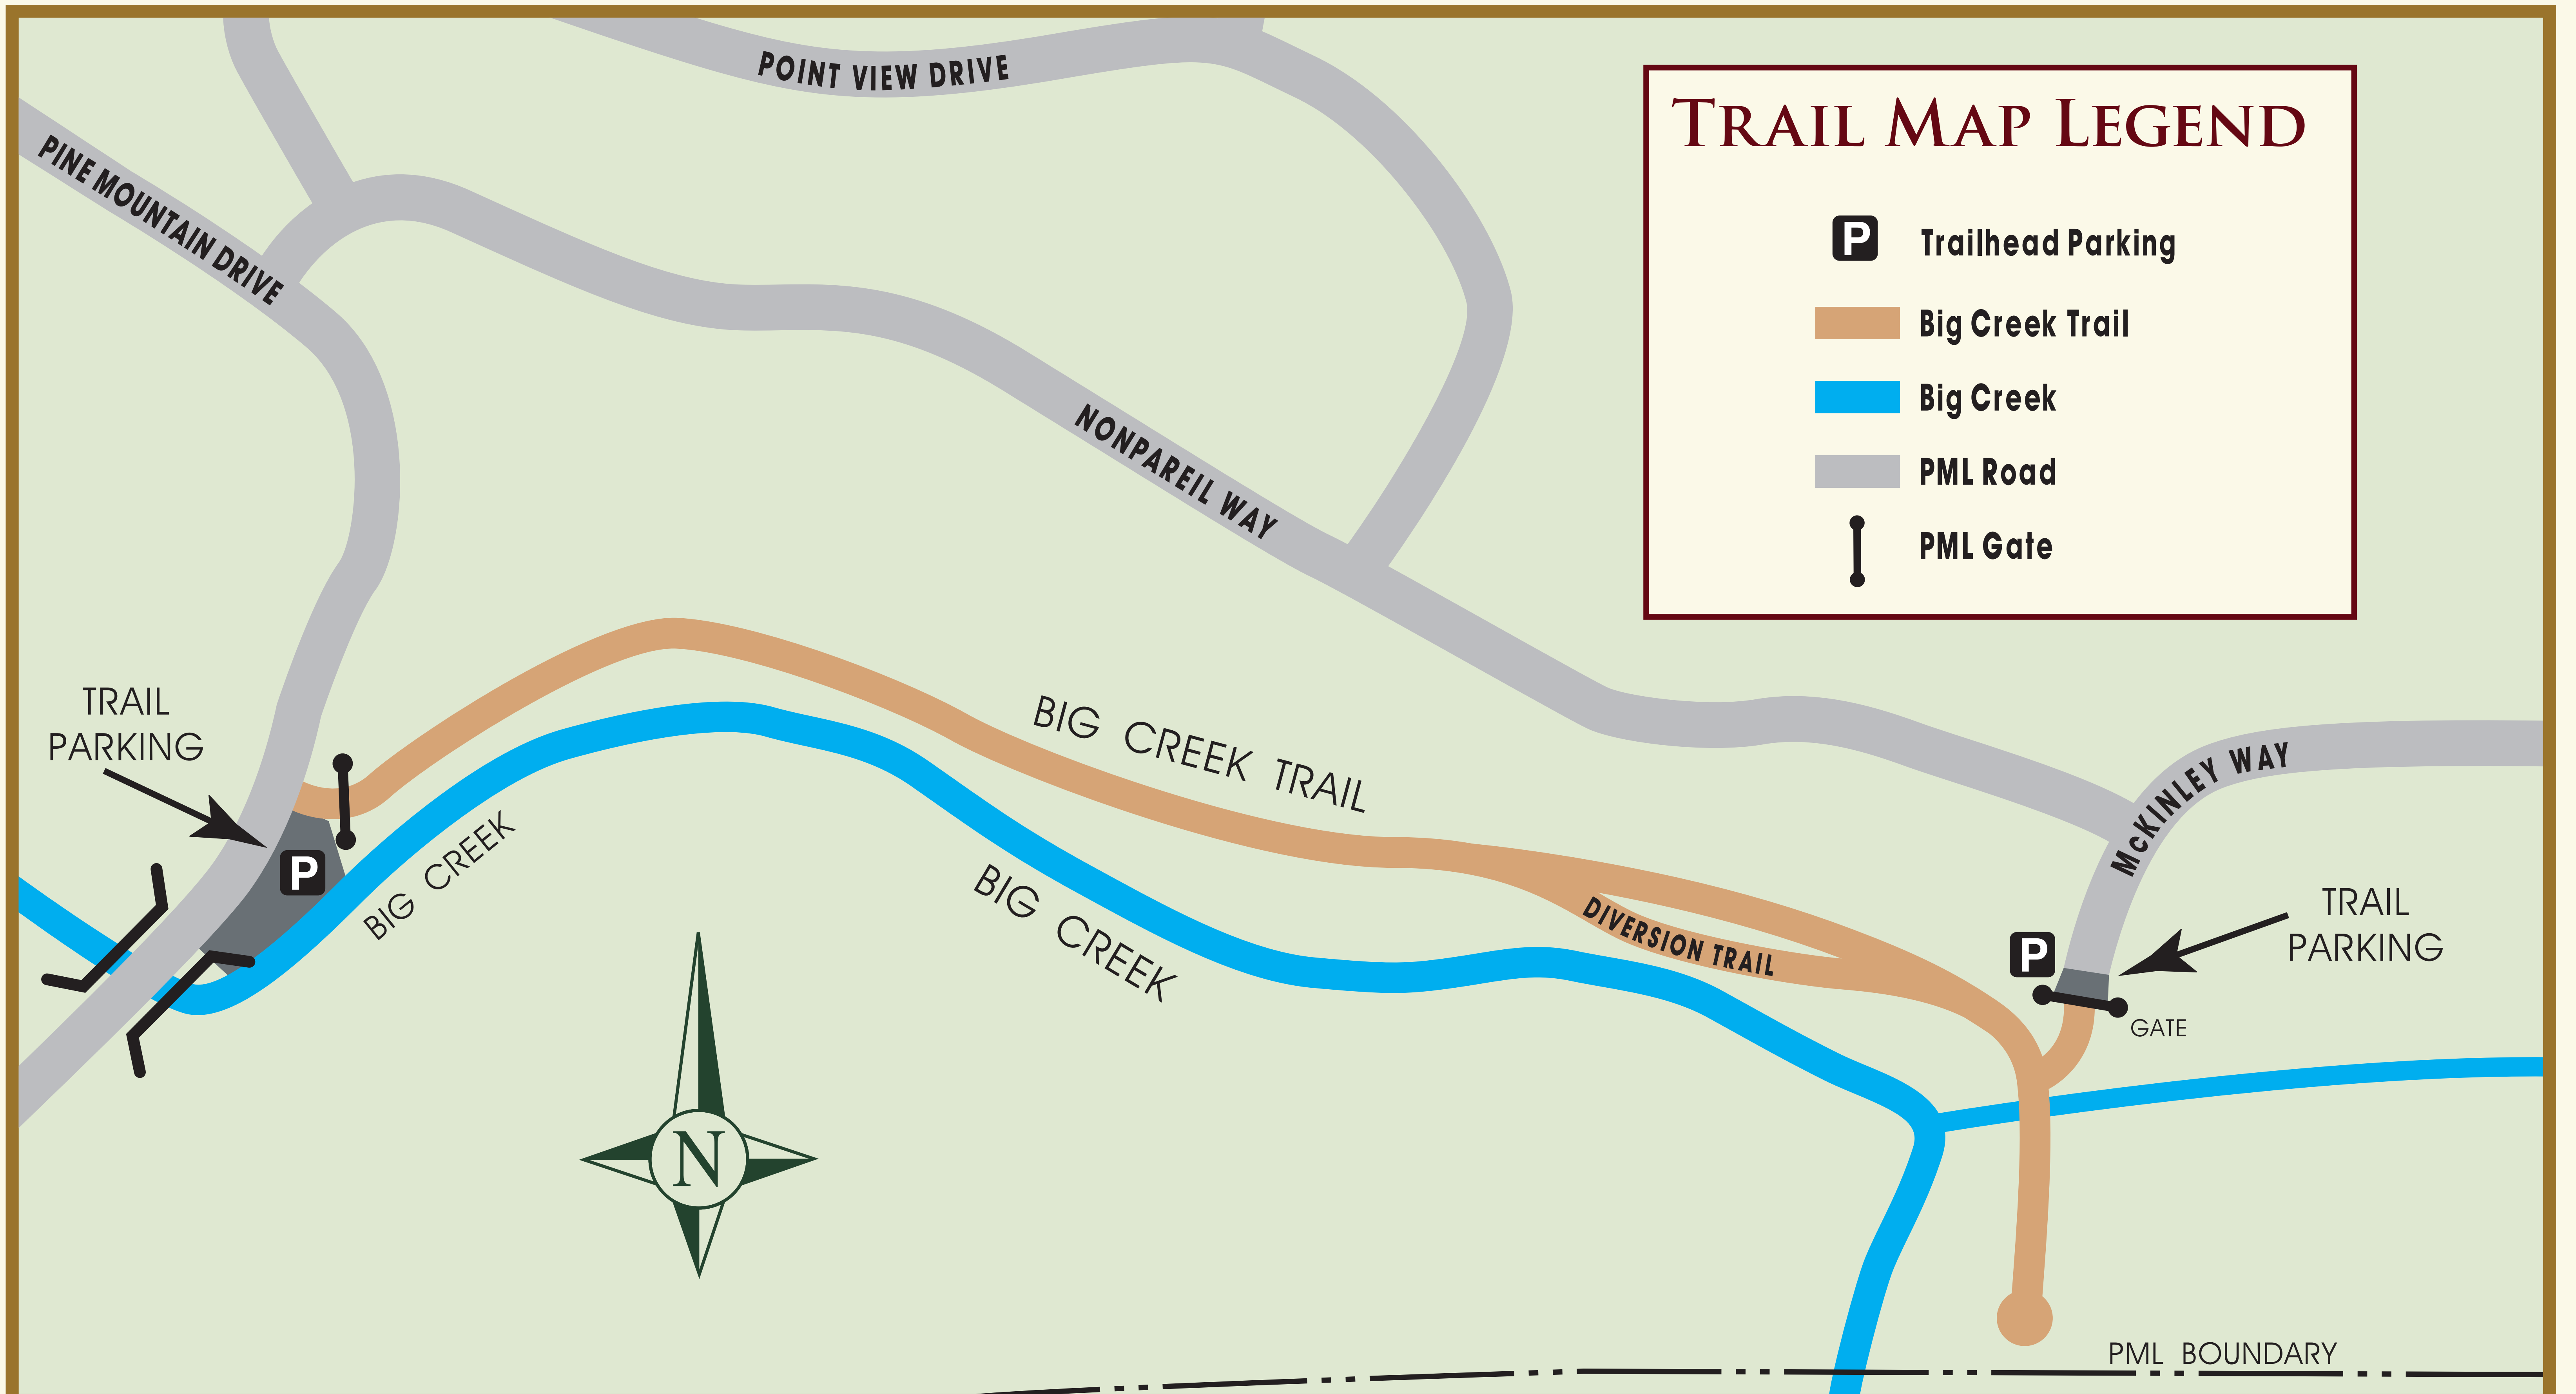 POINT VIEW DRIVE
PINE MOUNTAIN DRIVE
TRAIL MAP LEGEND
P Trailhead Parking
Big Creek Trail
Big Creek
PML Road
PML Gate
NONPAREIL WAY
TRAIL
PARKING
P
BIG CREEK
BIG CREEK TRAIL
BIG CREEK
DIVERSION TRAIL
McKINLEY WAY
TRAIL
PARKING
P
GATE
N
PML BOUNDARY